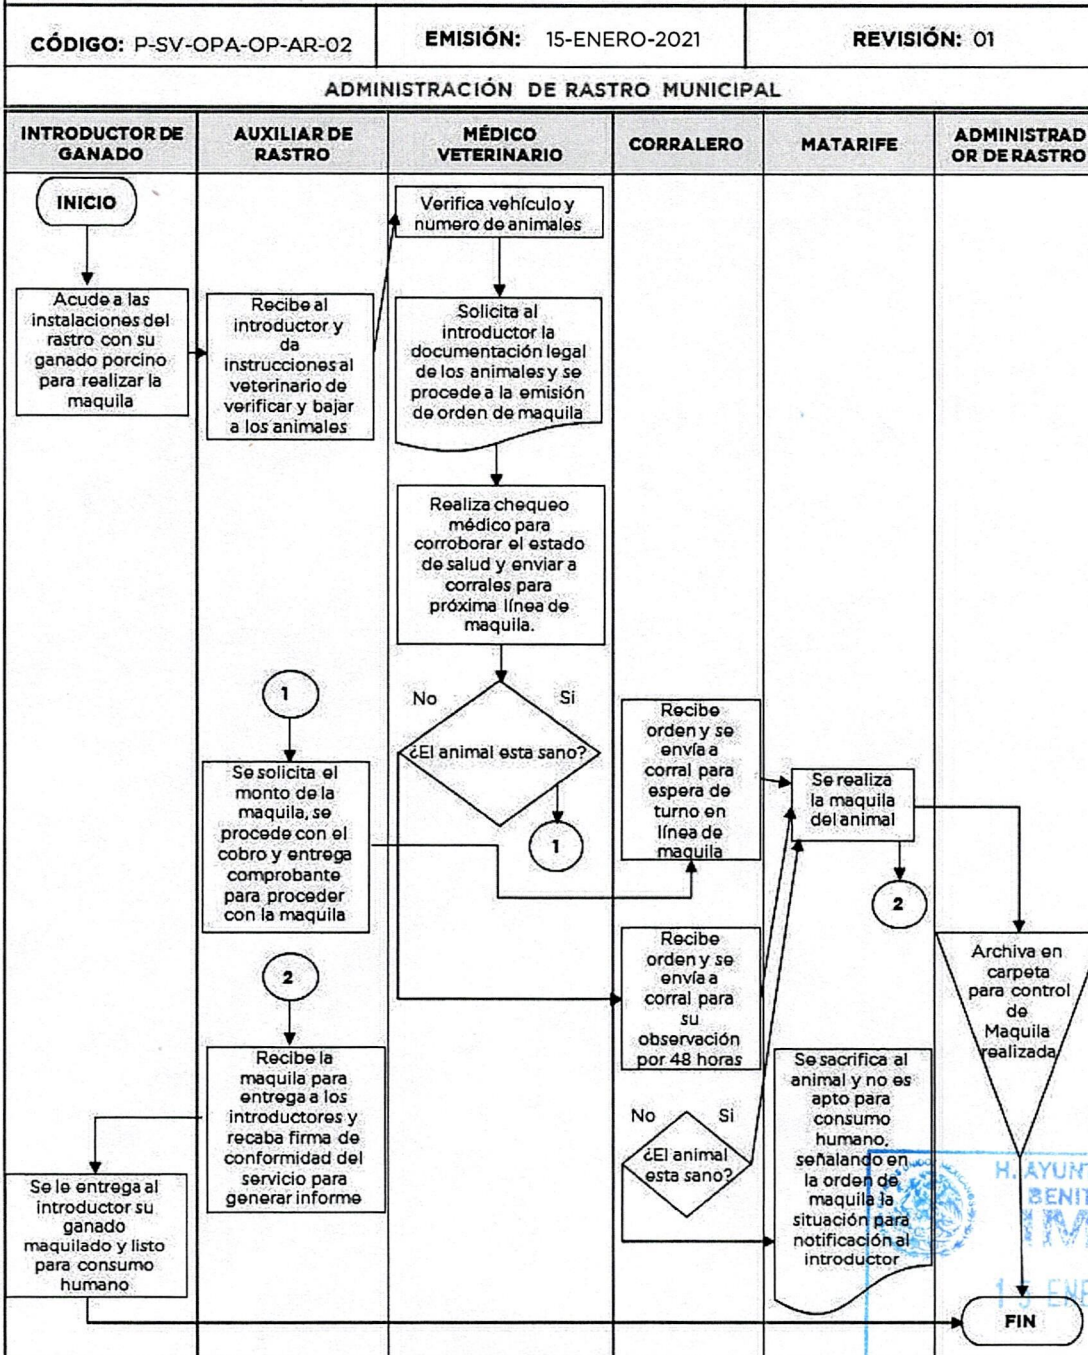 CÓDIGO: P-SV-OPA-OP-AR-02
EMISIÓN: 15-ENERO-2021
REVISIÓN: 01
ADMINISTRACIÓN DE RASTRO MUNICIPAL
INTRODUCTOR DE
GANADO
AUXILIAR DE
RASTRO
MÉDICO
VETERINARIO
CORRALERO
MATARIFE
ADMINISTRAD
OR DE RASTRO
INICIO
Acude a las
instalaciones del
rastro con su
ganado porcino
para realizar la
maquila
Recibe al
introductor y
da
instrucciones al
veterinario de
verificar y bajar
a los animales
Verifica vehículo y
numero de animales
Solicita al
introductor la
documentación legal
de los animales y se
procede a la emisión
de orden de maquila
Realiza chequeo
médico para
corroborar el estado
de salud y enviar a
corrales para
próxima línea de
maquila.
No
Si
¿El animal esta sano?
1
1
Se solicita el
monto de la
maquila, se
procede con el
cobro y entrega
comprobante
para proceder
con la maquila
Recibe
orden y se
envía a
corral para
espera de
turno en
línea de
maquila
Se realiza
la maquila
del animal
2
Recibe
orden y se
envía a
corral para
su
observación
por 48 horas
No
Si
¿El animal
esta sano?
Se sacrifica al
animal y no es
apto para
consumo
humano,
señalando en
la orden de
maquila la
situación para
notificación al
introductor
Archiva en
carpeta
para control
de
Maquila
realizada
2
Recibe la
maquila para
entrega a los
introductores y
recaba firma de
conformidad del
servicio para
generar informe
Se le entrega al
introductor su
ganado
maquilado y listo
para consumo
humano
FIN
H. AYUNT
BENIT
IM
15 ENE